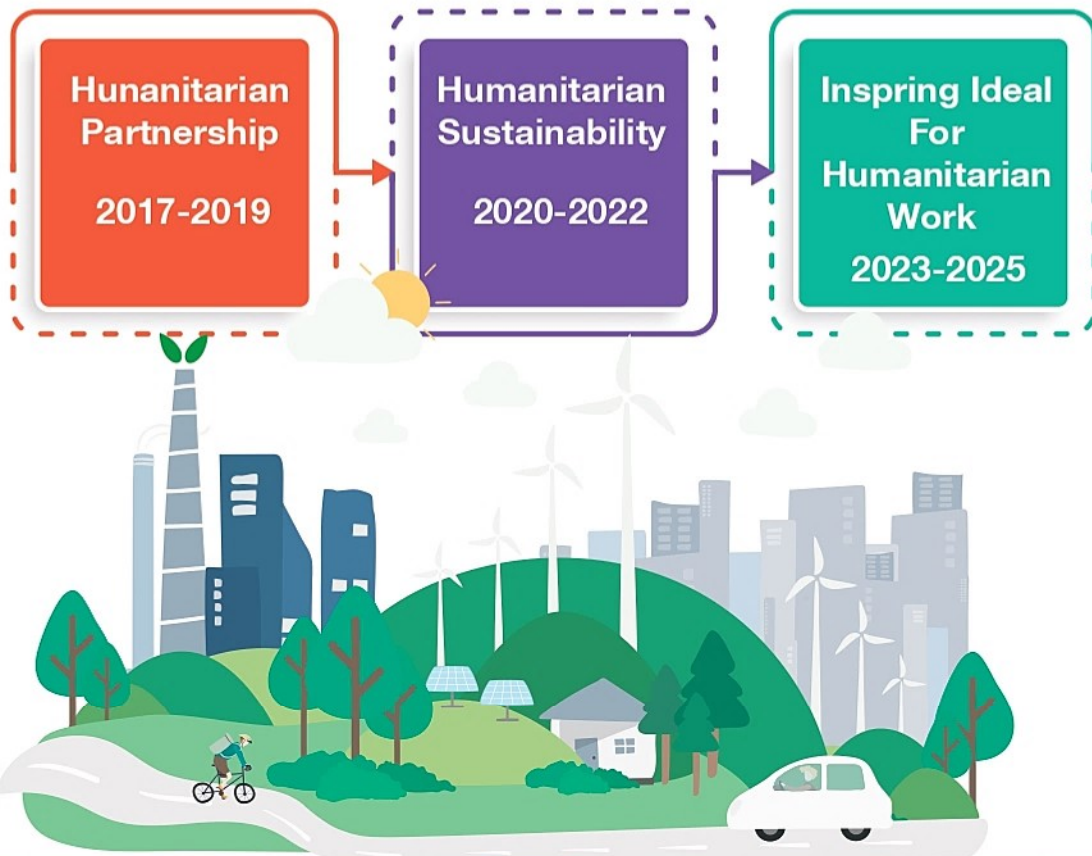 Hunanitarian
Partnership
2017-2019
Humanitarian
Sustainability
2020-2022
Inspring Ideal
For
Humanitarian
Work
2023-2025